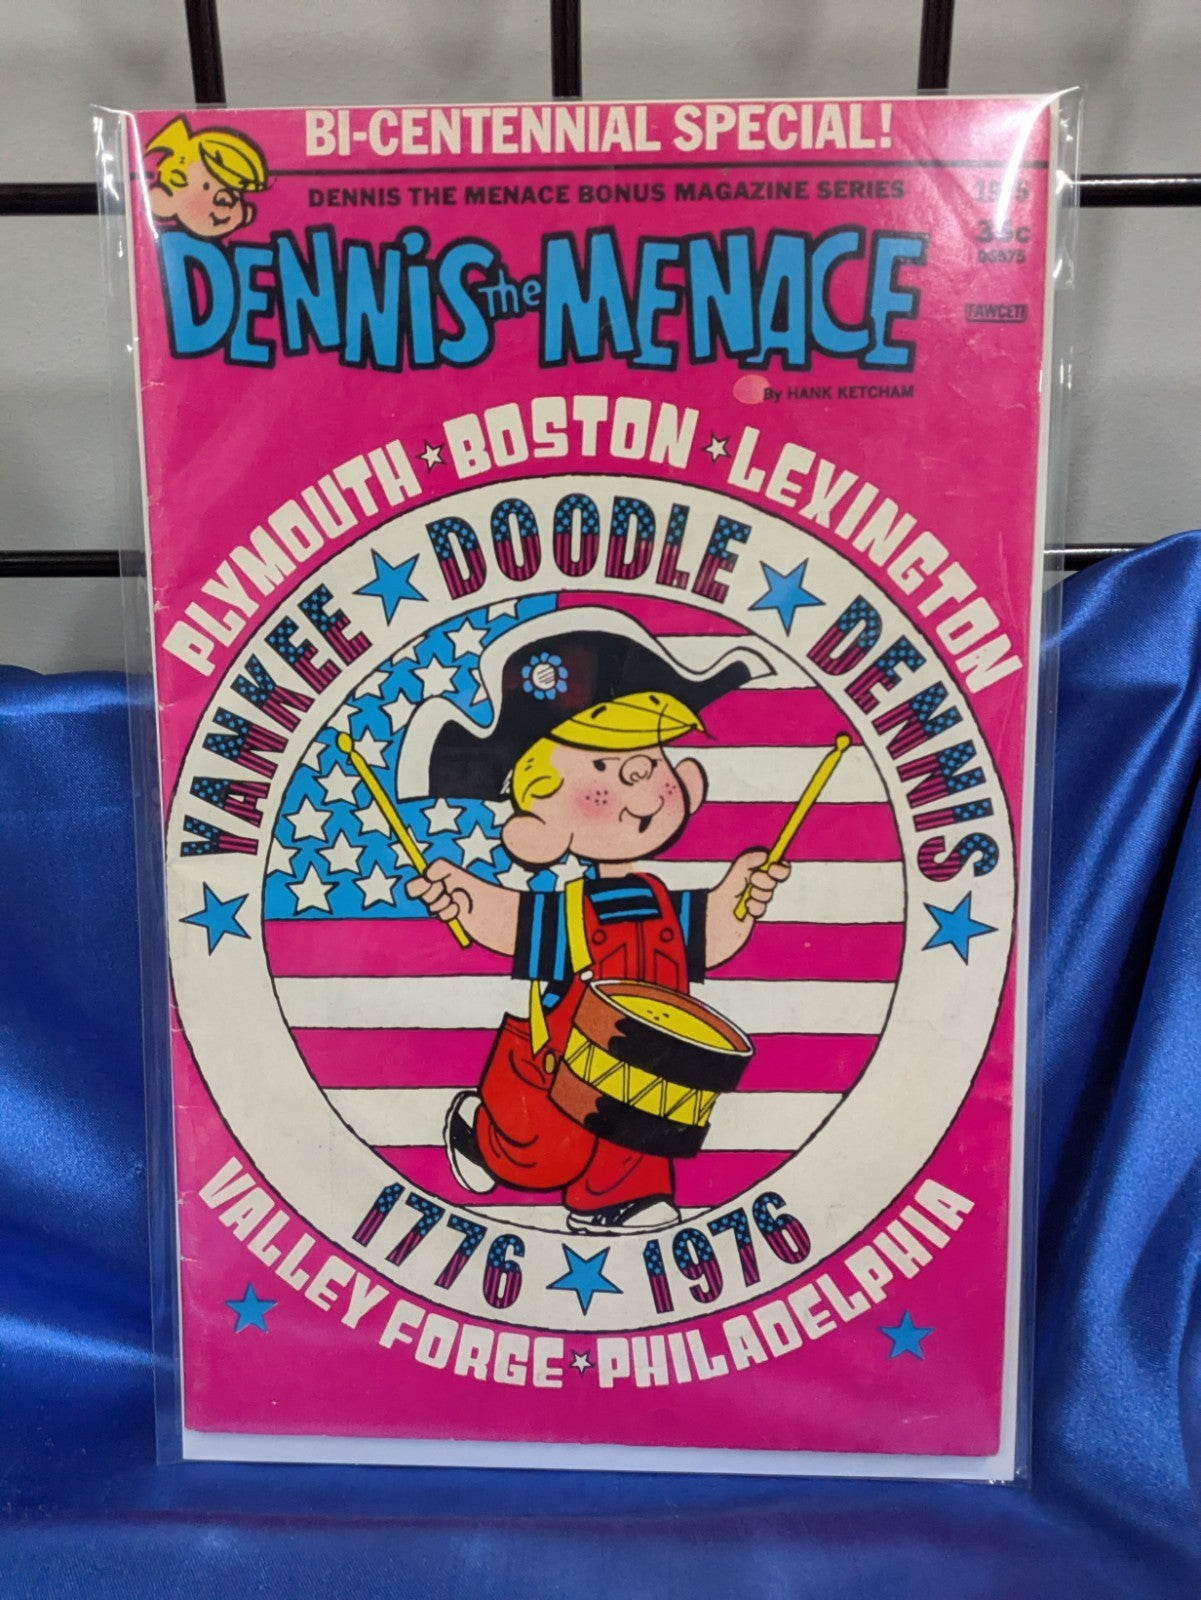 BI-CENTENNIAL SPECIAL!
DENNIS THE MENACE BONUS MAGAZINE SERIES
DENNIS the MENACE
FAWCETT
By HANK KETCHAM
PLYMOUTH ★ BOSTON ★ LEXINGTON
YANKEE ★ DOODLE ★ DENNIS
1776 ★ 1976
VALLEY FORGE ★ PHILADELPHIA